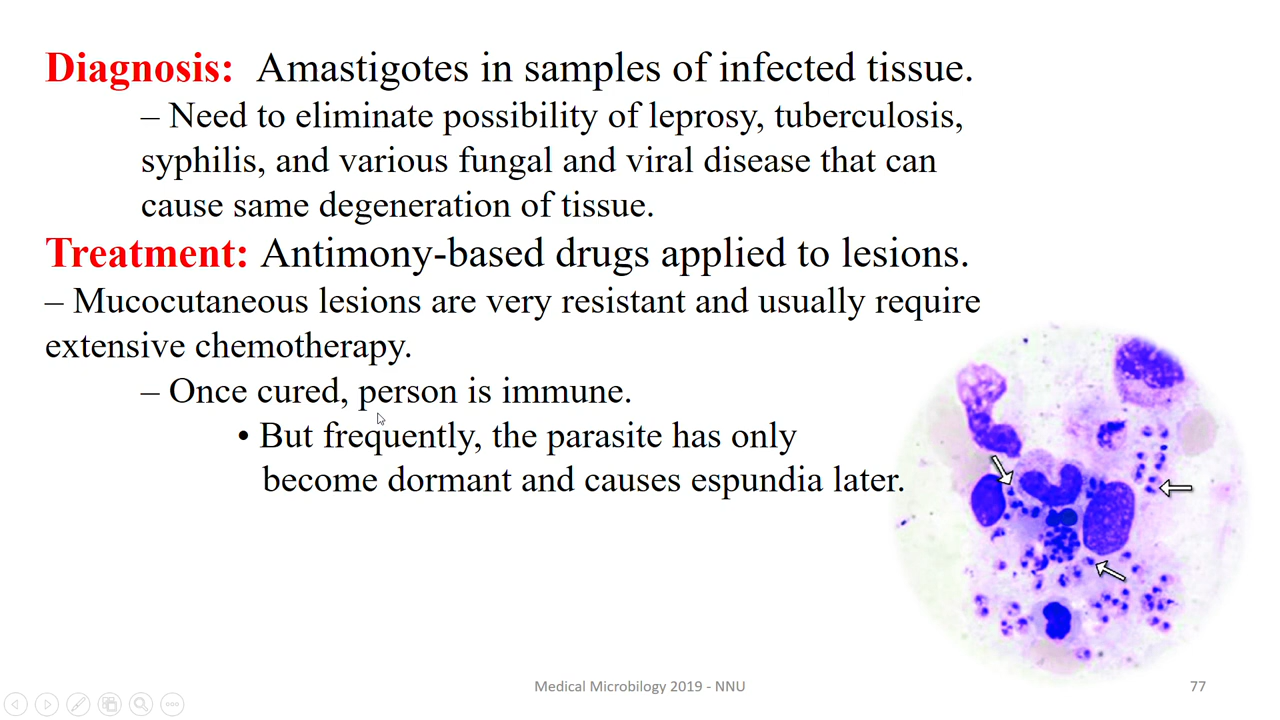 Diagnosis: Amastigotes in samples of infected tissue.
– Need to eliminate possibility of leprosy, tuberculosis,
syphilis, and various fungal and viral disease that can
cause same degeneration of tissue.
Treatment: Antimony-based drugs applied to lesions.
– Mucocutaneous lesions are very resistant and usually require
extensive chemotherapy.
– Once cured, person is immune.
• But frequently, the parasite has only
become dormant and causes espundia later.
Medical Microbilogy 2019 - NNU
77